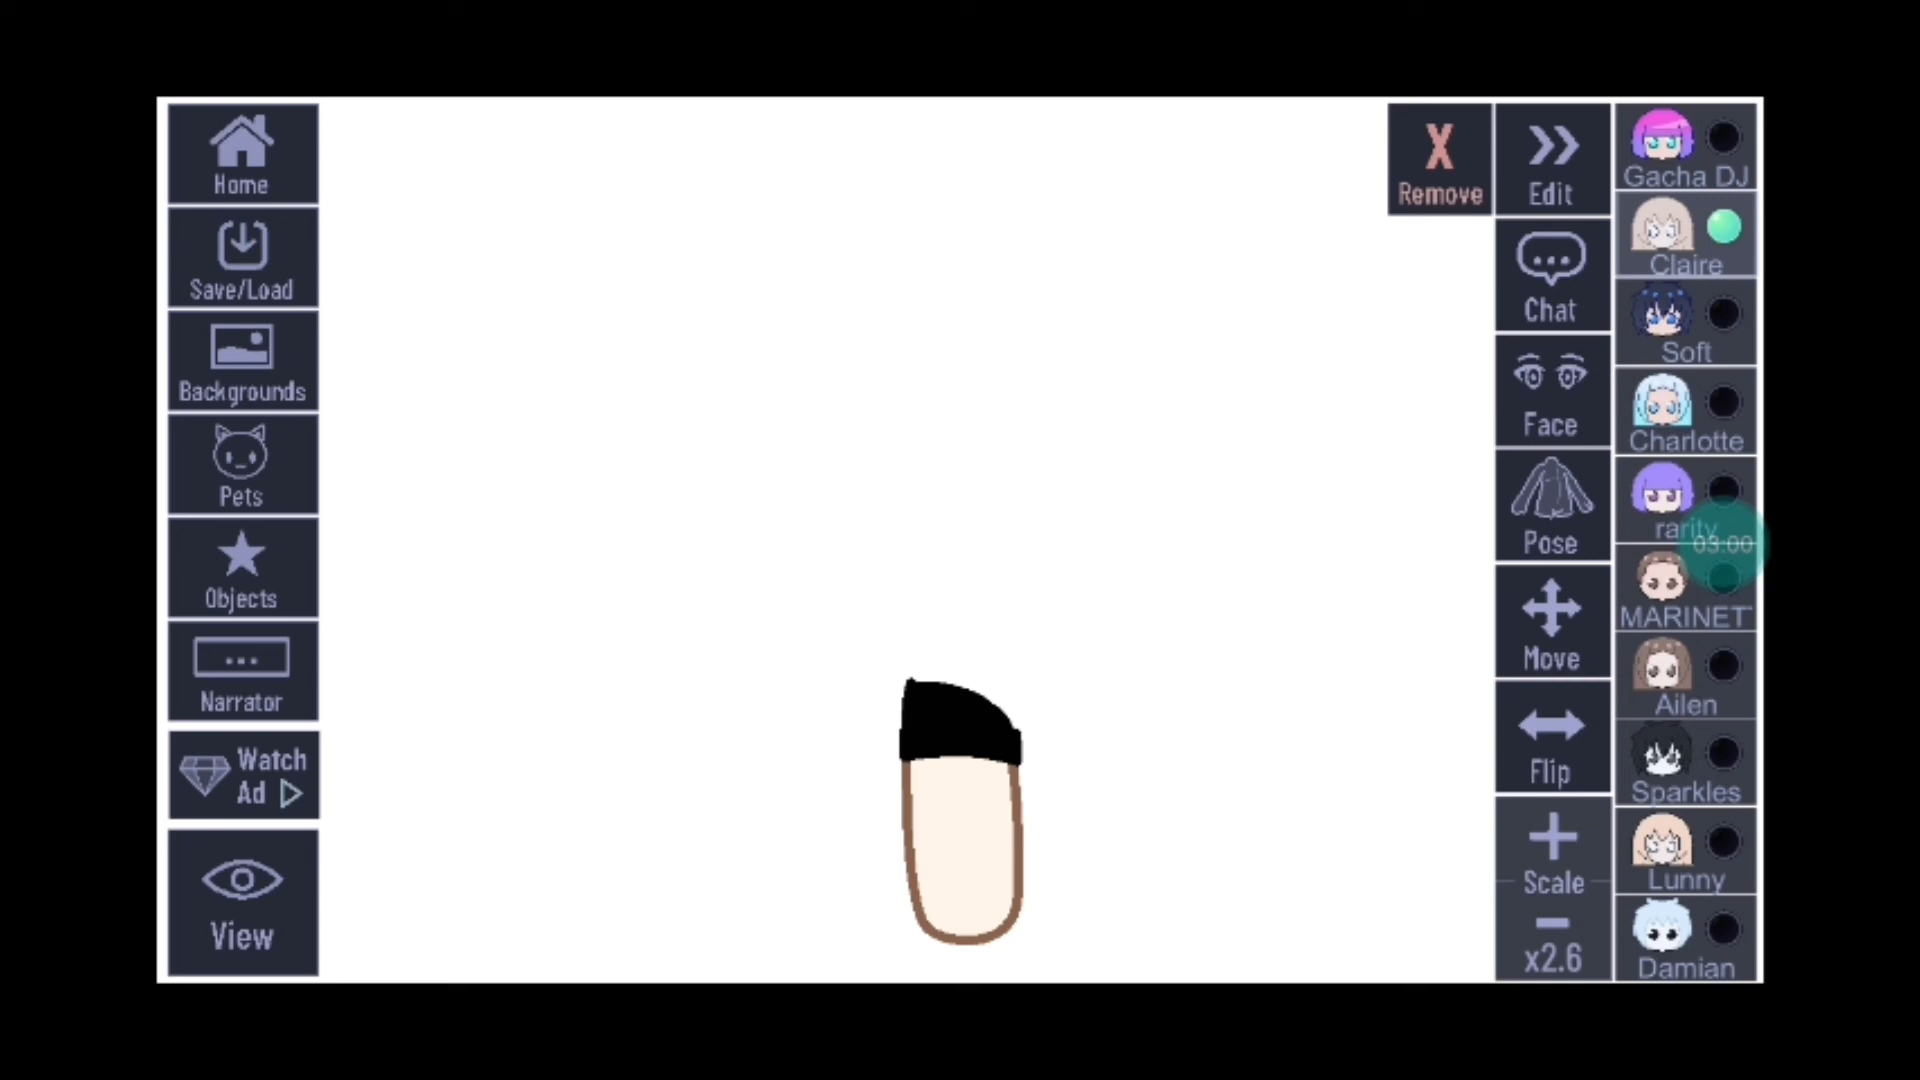 Home
Save/Load
Backgrounds
Pets
Objects
...
Narrator
Watch
Ad
View
X
Remove
Edit
...
Chat
Face
Pose
Move
Flip
Scale
x2.6
Gacha DJ
Claire
Soft
Charlotte
rarity
03:00
MARINET
Ailen
Sparkles
Lunny
Damian